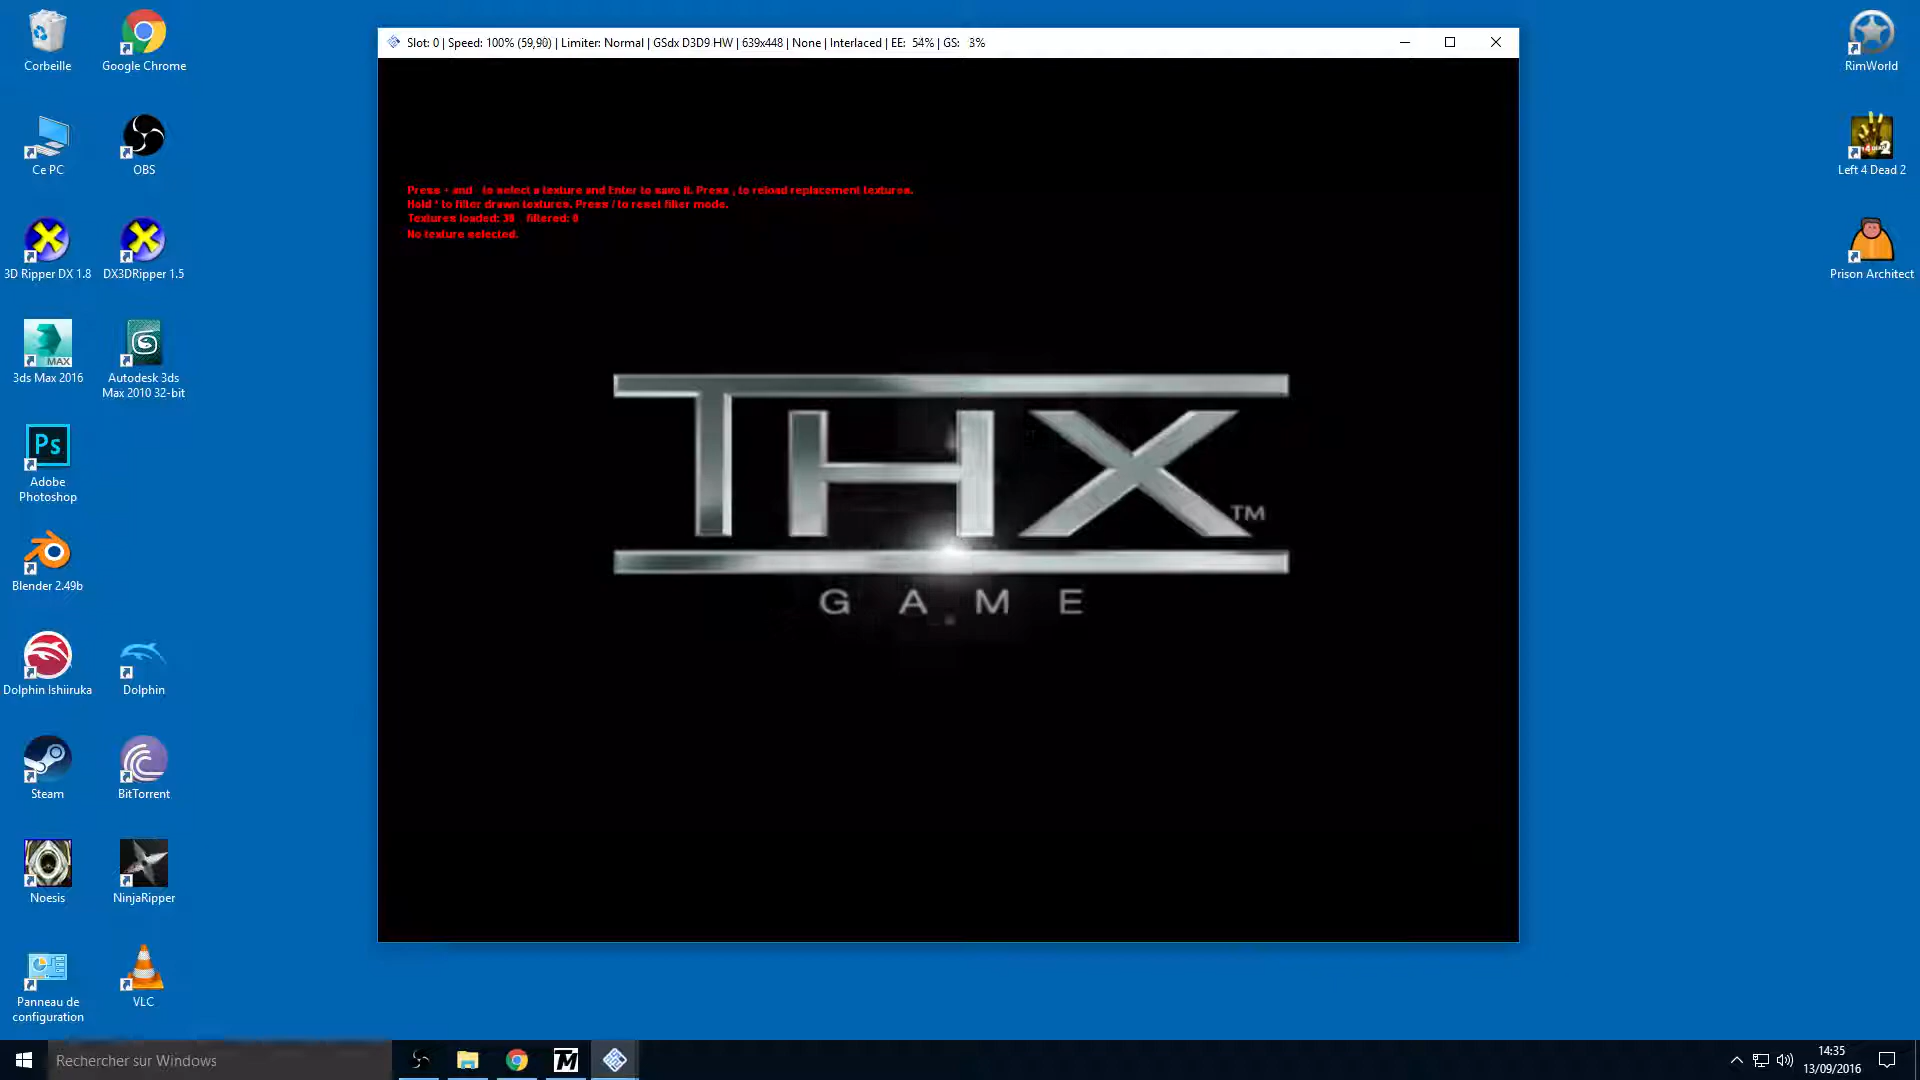 Corbeille
Google Chrome
Ce PC
OBS
3D Ripper DX 1.8
DX3DRipper 1.5
MAX
3ds Max 2016
Autodesk 3ds
Max 2010 32-bit
Ps
Adobe
Photoshop
Blender 2.49b
Dolphin Ishiiruka
Dolphin
Steam
BitTorrent
Noesis
NinjaRipper
Panneau de
configuration
VLC
Slot: 0 | Speed: 100% (59,90) | Limiter: Normal | GSdx D3D9 HW | 639x448 | None | Interlaced | EE: 54% | GS: 3%
Press + and - to select a texture and Enter to save it. Press , to reload replacement textures.
Hold * to filter drawn textures. Press / to reset filter mode.
Textures loaded: 38 filtered: 0
No texture selected.
THX™
GAME
RimWorld
Left 4 Dead 2
Prison Architect
Rechercher sur Windows
14:35
13/09/2016